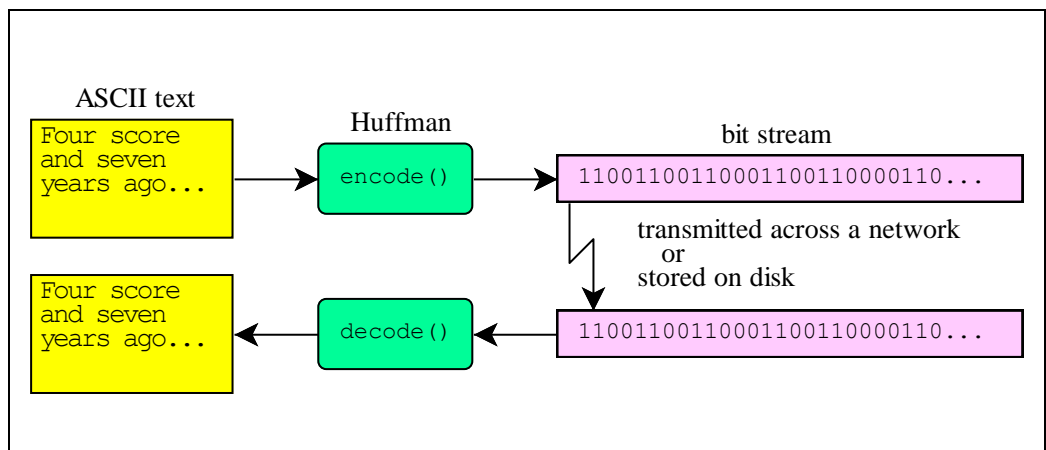 ASCII text
Four score
and seven
years ago...
Huffman
encode()
bit stream
11001100110001100110000110...
transmitted across a network
or
stored on disk
Four score
and seven
years ago...
decode()
11001100110001100110000110...